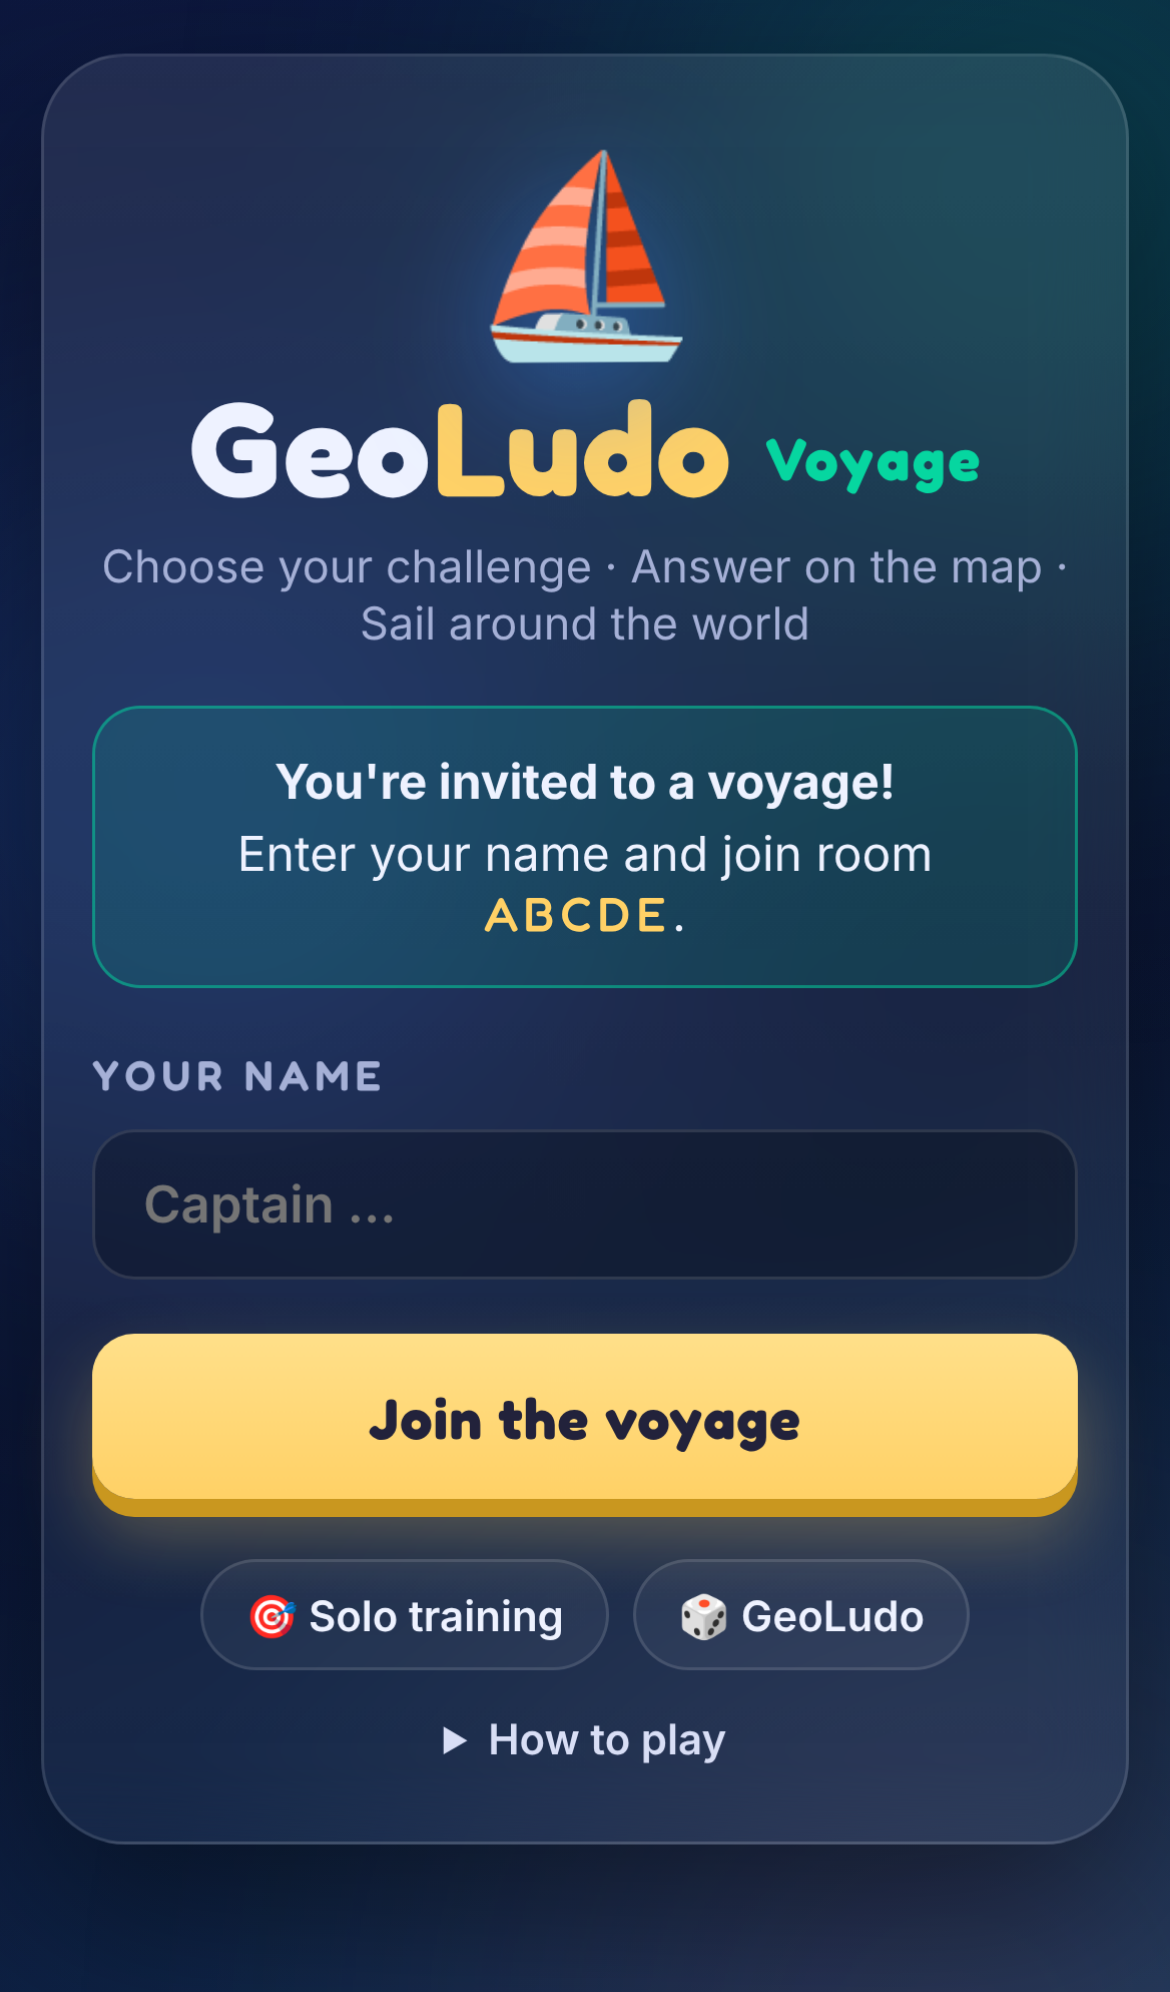 GeoLudo Voyage
Choose your challenge · Answer on the map ·
Sail around the world
You're invited to a voyage!
Enter your name and join room
ABCDE.
YOUR NAME
Captain ...
Join the voyage
Solo training
GeoLudo
How to play